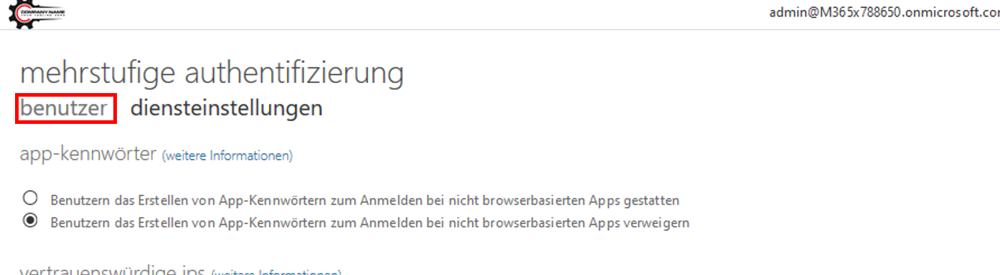 COMPANY NAME
admin@M365x788650.onmicrosoft.co
mehrstufige authentifizierung
benutzer diensteinstellungen
app-kennwörter (weitere Informationen)
Benutzern das Erstellen von App-Kennwörtern zum Anmelden bei nicht browserbasierten Apps gestatten
Benutzern das Erstellen von App-Kennwörtern zum Anmelden bei nicht browserbasierten Apps verweigern
vertrauenswürdige ips (weitere Informationen)